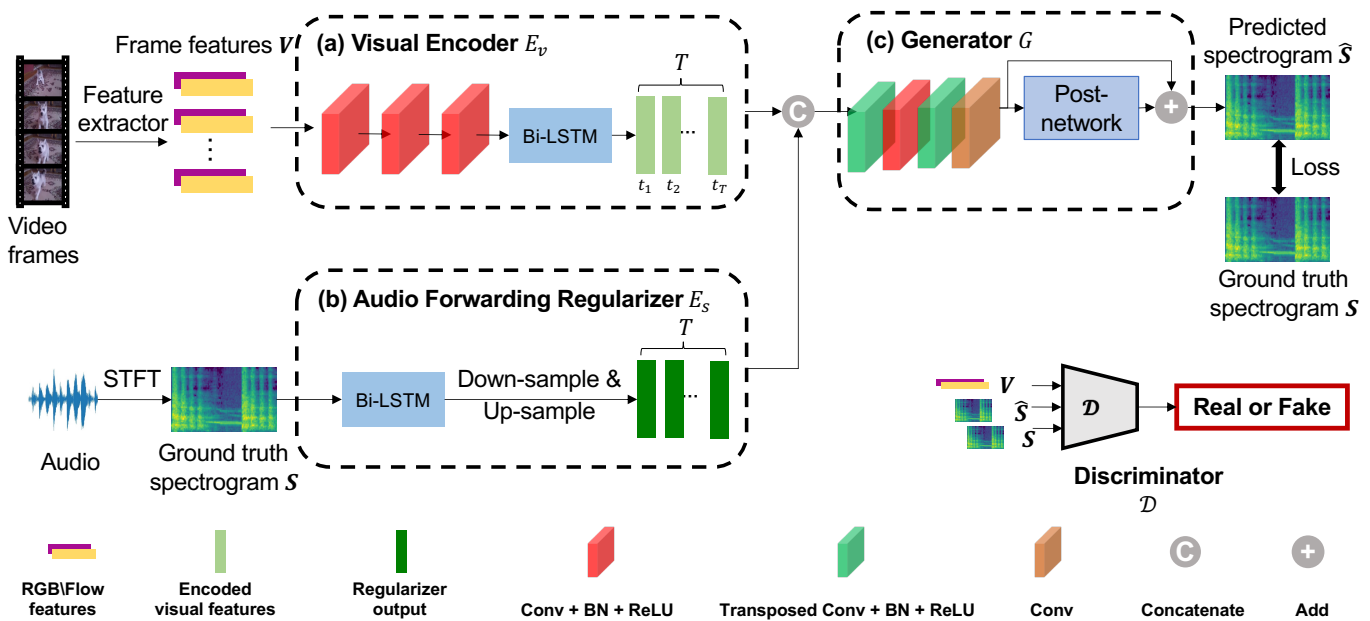 Frame features V
Feature
extractor
Video
frames
(a) Visual Encoder E_v
T
Bi-LSTM
...
t_1 t_2 t_T
C
(c) Generator G
Post-
network
+
Predicted
spectrogram Ŝ
Loss
Ground truth
spectrogram S
(b) Audio Forwarding Regularizer E_s
T
STFT
Audio
Ground truth
spectrogram S
Bi-LSTM
Down-sample &
Up-sample
...
V
Ŝ
S
𝒟
Real or Fake
Discriminator
𝒟
RGB\Flow
features
Encoded
visual features
Regularizer
output
Conv + BN + ReLU
Transposed Conv + BN + ReLU
Conv
C
Concatenate
+
Add